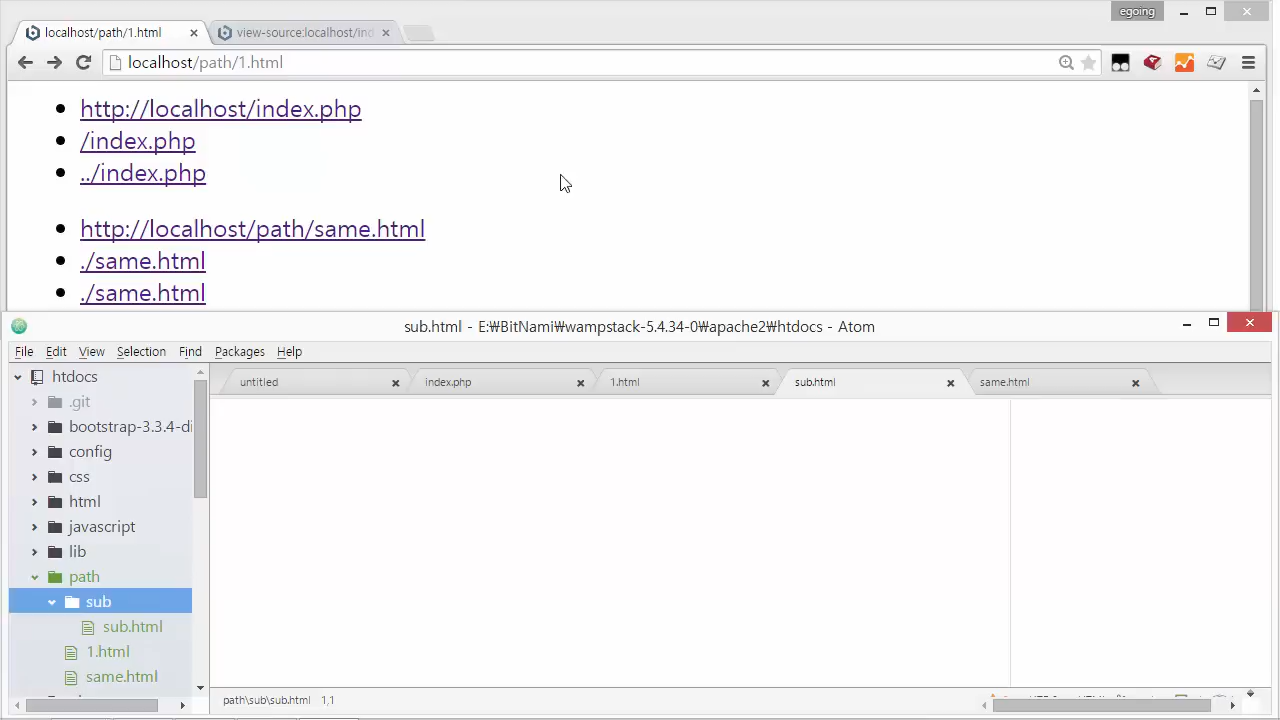 egoing
localhost/path/1.html
view-source:localhost/ind
localhost/path/1.html
http://localhost/index.php
/index.php
../index.php
http://localhost/path/same.html
./same.html
./same.html
sub.html - E:₩BitNami₩wampstack-5.4.34-0₩apache2₩htdocs - Atom
File Edit View Selection Find Packages Help
htdocs
.git
bootstrap-3.3.4-di
config
css
html
javascript
lib
path
sub
sub.html
1.html
same.html
untitled
index.php
1.html
sub.html
same.html
path\sub\sub.html 1,1